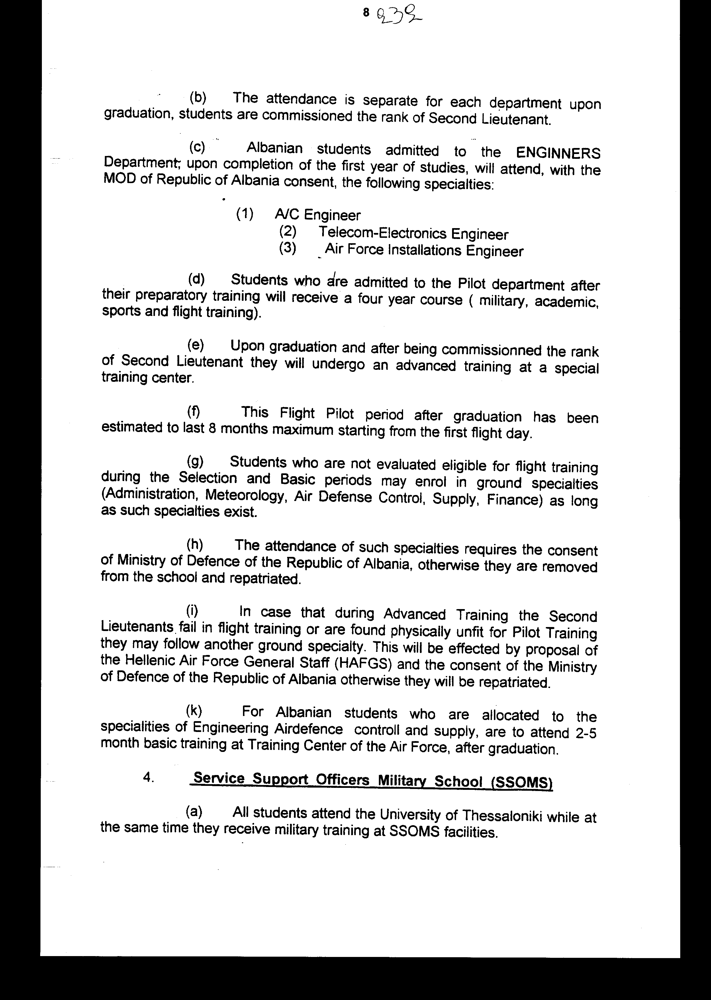 8 232
(b) The attendance is separate for each department upon
graduation, students are commissioned the rank of Second Lieutenant.
(c) Albanian students admitted to the ENGINNERS
Department; upon completion of the first year of studies, will attend, with the
MOD of Republic of Albania consent, the following specialties:
(1) A/C Engineer
(2) Telecom-Electronics Engineer
(3) Air Force Installations Engineer
(d) Students who are admitted to the Pilot department after
their preparatory training will receive a four year course ( military, academic,
sports and flight training).
(e) Upon graduation and after being commissionned the rank
of Second Lieutenant they will undergo an advanced training at a special
training center.
(f) This Flight Pilot period after graduation has been
estimated to last 8 months maximum starting from the first flight day.
(g) Students who are not evaluated eligible for flight training
during the Selection and Basic periods may enrol in ground specialties
(Administration, Meteorology, Air Defense Control, Supply, Finance) as long
as such specialties exist.
(h) The attendance of such specialties requires the consent
of Ministry of Defence of the Republic of Albania, otherwise they are removed
from the school and repatriated.
(i) In case that during Advanced Training the Second
Lieutenants fail in flight training or are found physically unfit for Pilot Training
they may follow another ground specialty. This will be effected by proposal of
the Hellenic Air Force General Staff (HAFGS) and the consent of the Ministry
of Defence of the Republic of Albania otherwise they will be repatriated.
(k) For Albanian students who are allocated to the
specialities of Engineering Airdefence controll and supply, are to attend 2-5
month basic training at Training Center of the Air Force, after graduation.
4. Service Support Officers Military School (SSOMS)
(a) All students attend the University of Thessaloniki while at
the same time they receive military training at SSOMS facilities.